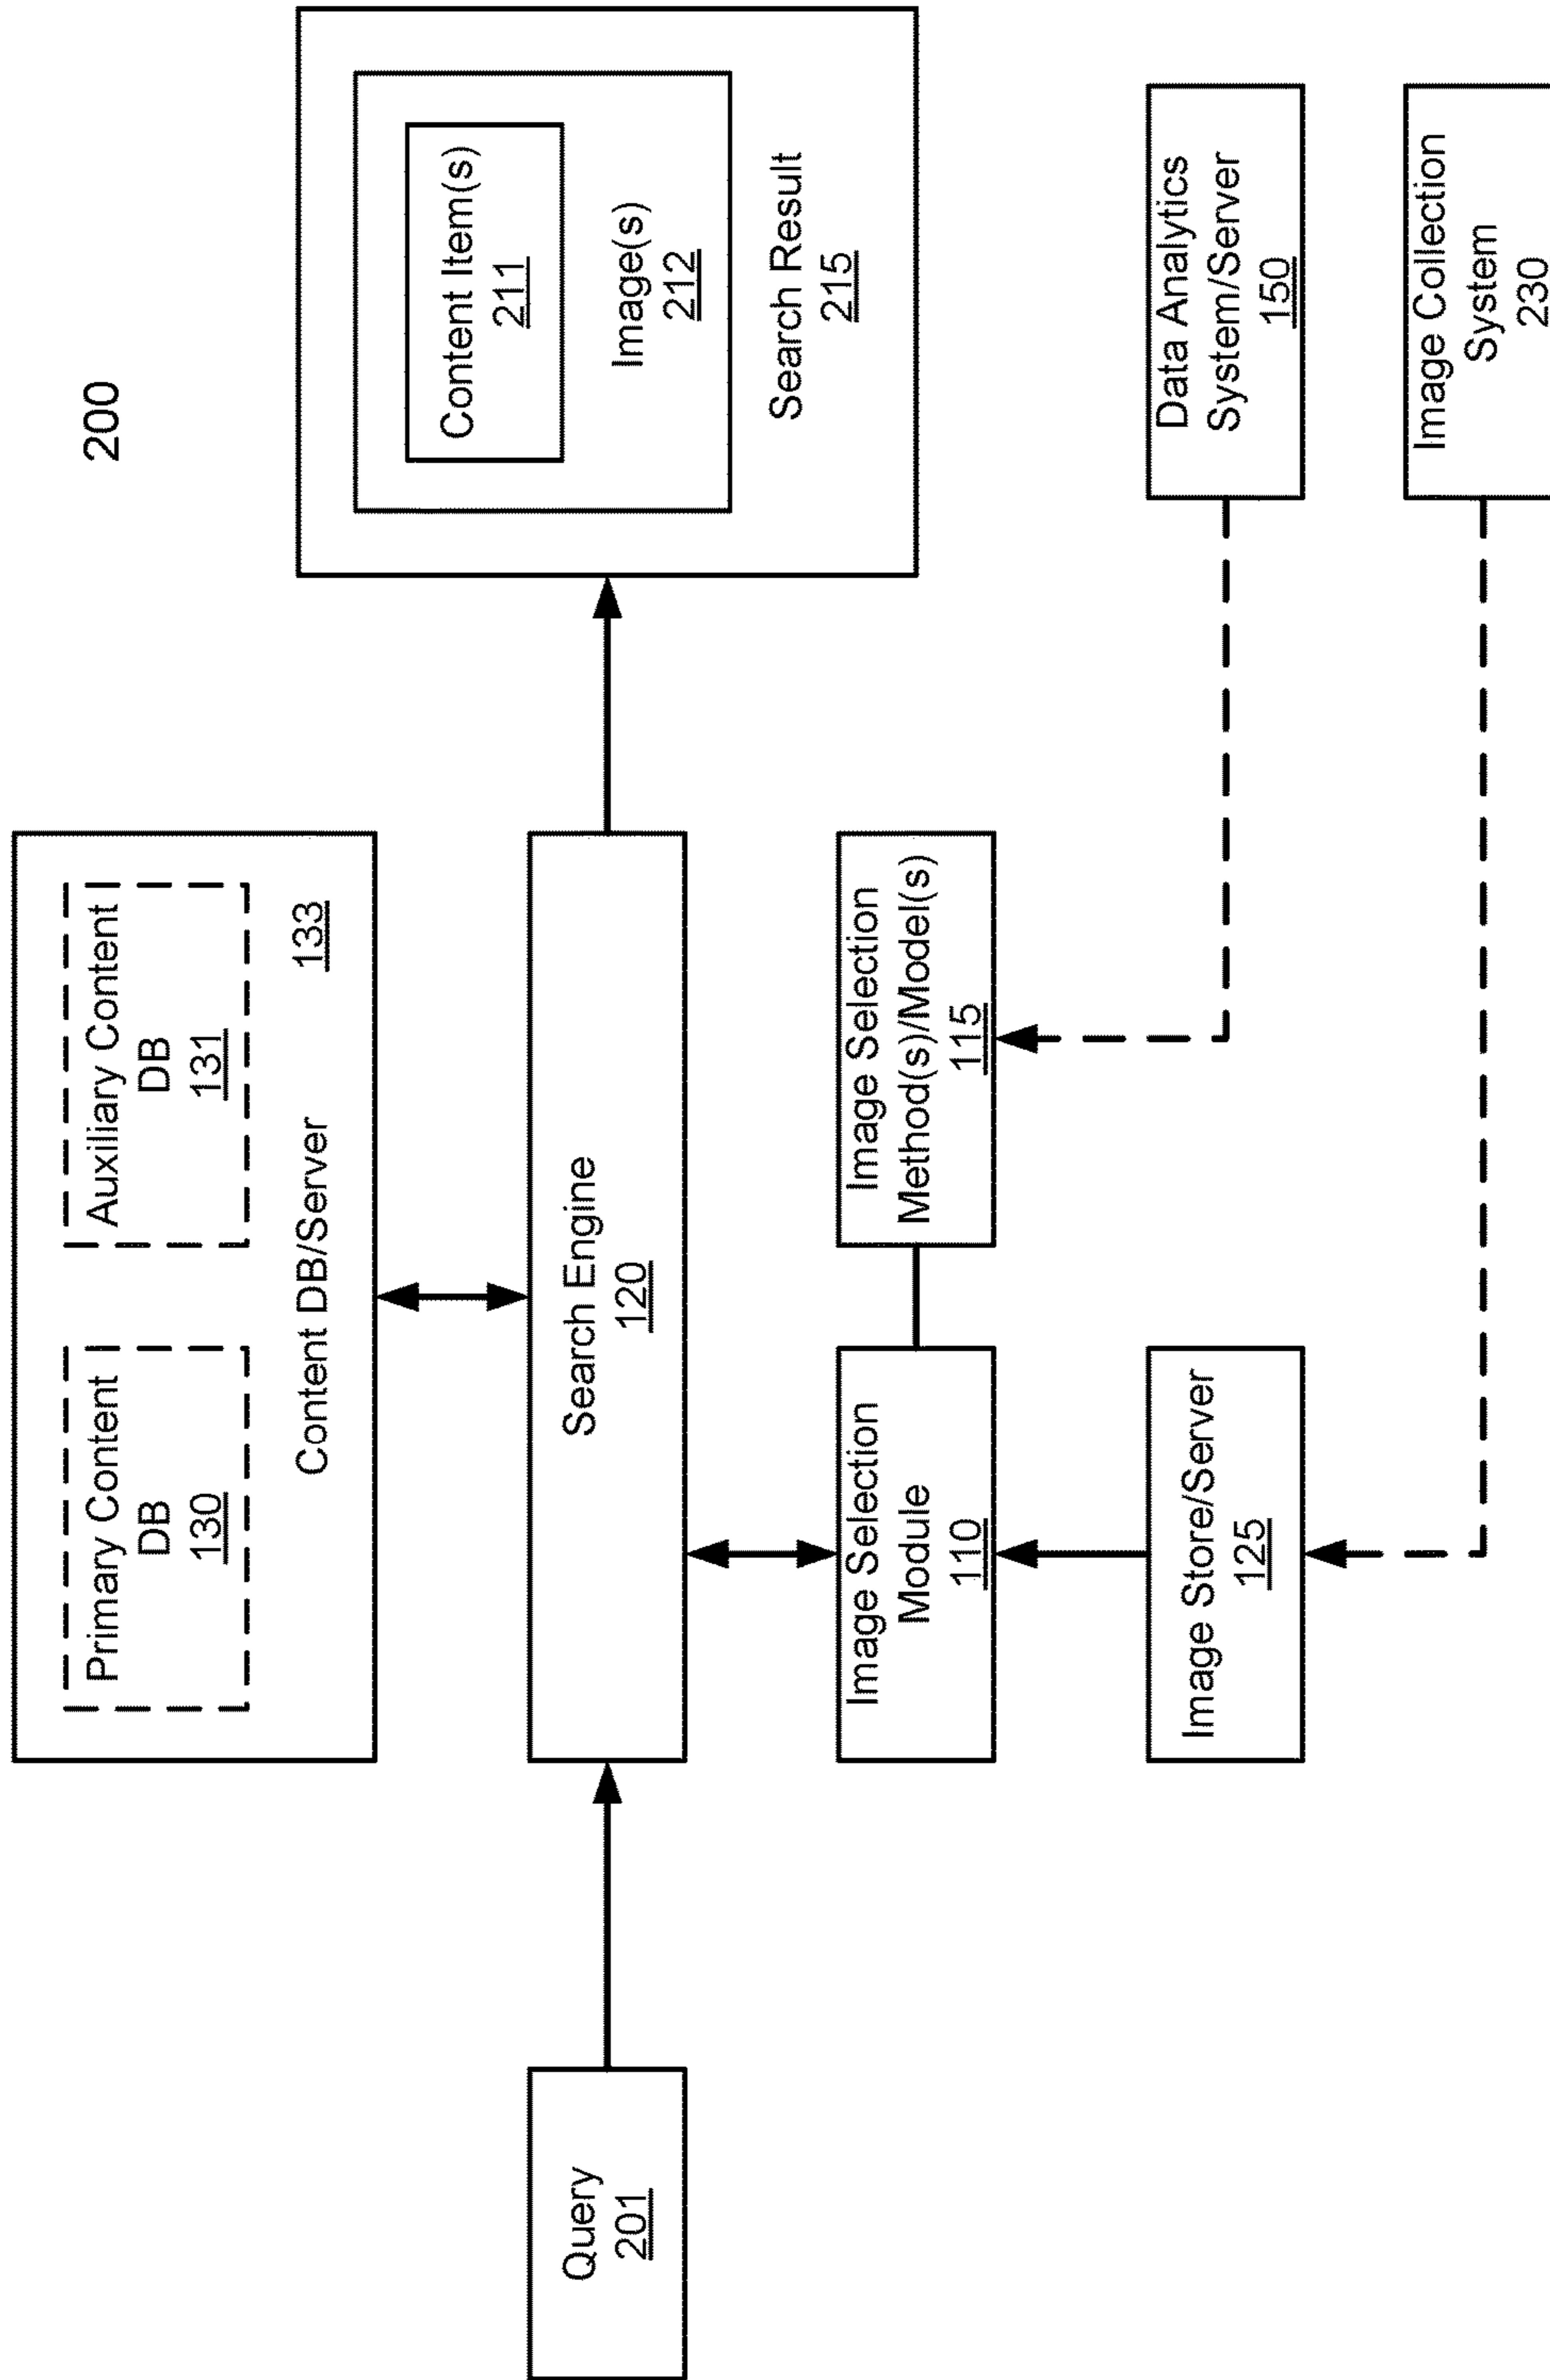 200
Primary Content
DB
130
Auxiliary Content
DB
131
Content DB/Server
133
Query
201
Search Engine
120
Content Item(s)
211
Image(s)
212
Search Result
215
Image Selection
Module
110
Image Selection
Method(s)/Model(s)
115
Image Store/Server
125
Data Analytics
System/Server
150
Image Collection
System
230